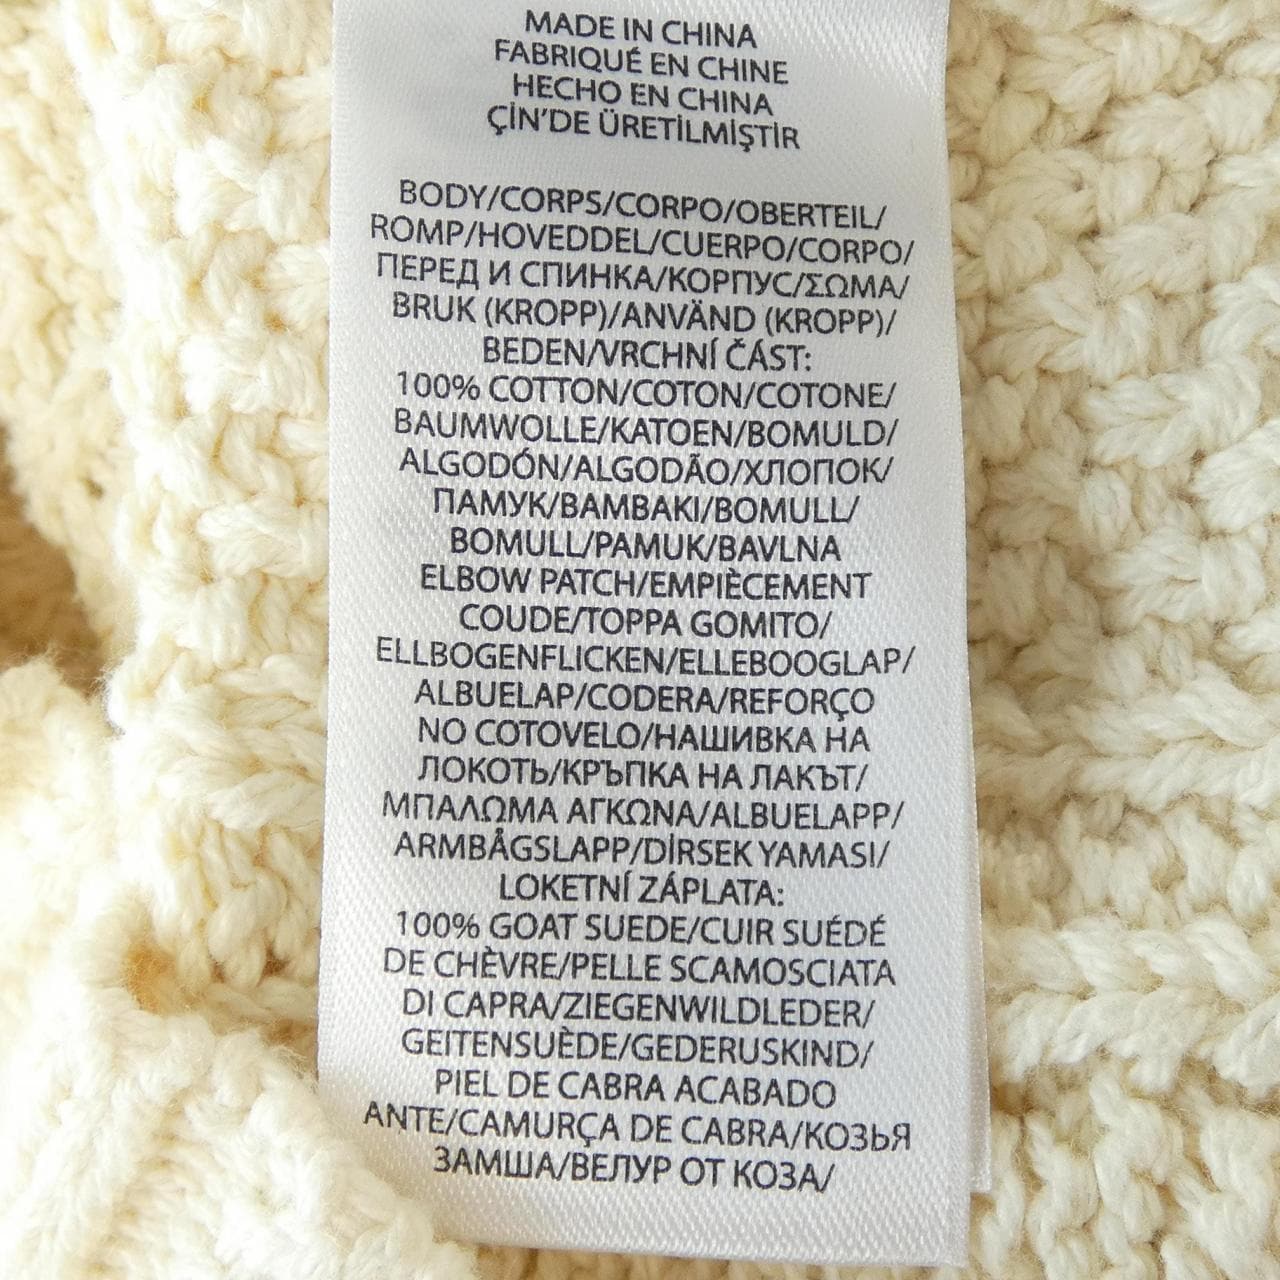 MADE IN CHINA
FABRIQUÉ EN CHINE
HECHO EN CHINA
ÇİN'DE ÜRETİLMİŞTİR
BODY/CORPS/CORPO/OBERTEIL/
ROMP/HOVEDDEL/CUERPO/CORPO/
ПЕРЕД И СПИНКА/КОРПУС/ΣΩΜΑ/
BRUK (KROPP)/ANVÄND (KROPP)/
BEDEN/VRCHNÍ ČÁST:
100% COTTON/COTON/COTONE/
BAUMWOLLE/KATOEN/BOMULD/
ALGODÓN/ALGODÃO/ХЛОПОК/
ПАМУК/BAMBAKI/BOMULL/
BOMULL/PAMUK/BAVLNA
ELBOW PATCH/EMPIÈCEMENT
COUDE/TOPPA GOMITO/
ELLBOGENFLICKEN/ELLEBOOGLAP/
ALBUELAP/CODERA/REFORÇO
NO COTOVELO/НАШИВКА НА
ЛОКОТЬ/КРЪПКА НА ЛАКЪТ/
ΜΠΑΛΩΜΑ ΑΓΚΩΝΑ/ALBUELAPP/
ARMBÅGSLAPP/DİRSEK YAMASI/
LOKETNÍ ZÁPLATA:
100% GOAT SUEDE/CUIR SUÉDÉ
DE CHÈVRE/PELLE SCAMOSCIATA
DI CAPRA/ZIEGENWILDLEDER/
GEITENSUÈDE/GEDERUSKIND/
PIEL DE CABRA ACABADO
ANTE/CAMURÇA DE CABRA/КОЗЬЯ
ЗАМША/ВЕЛУР ОТ КОЗА/